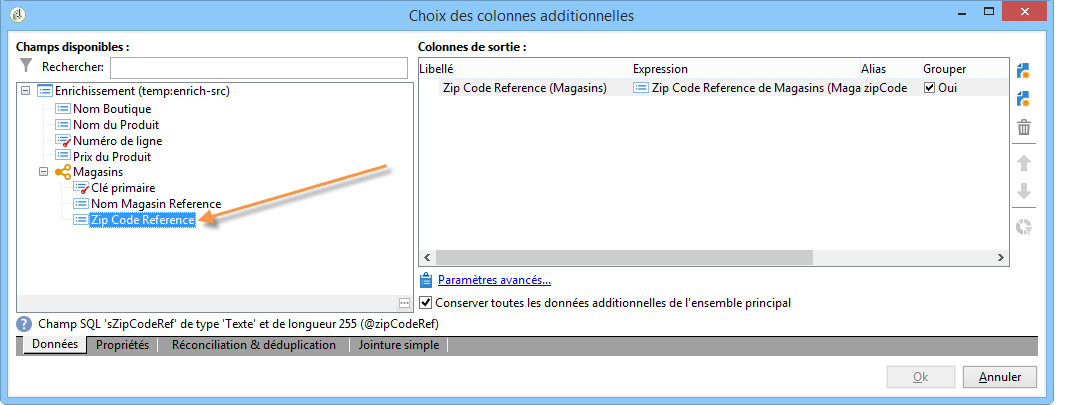 Choix des colonnes additionnelles
Champs disponibles :
Rechercher:
Enrichissement (temp:enrich-src)
Nom Boutique
Nom du Produit
Numéro de ligne
Prix du Produit
Magasins
Clé primaire
Nom Magasin Reference
Zip Code Reference
Colonnes de sortie :
Libellé Expression Alias Grouper
Zip Code Reference (Magasins) Zip Code Reference de Magasins (Maga zipCode Oui
Paramètres avancés...
Conserver toutes les données additionnelles de l'ensemble principal
Champ SQL 'sZipCodeRef' de type 'Texte' et de longueur 255 (@zipCodeRef)
Données Propriétés Réconciliation & déduplication Jointure simple
Ok Annuler